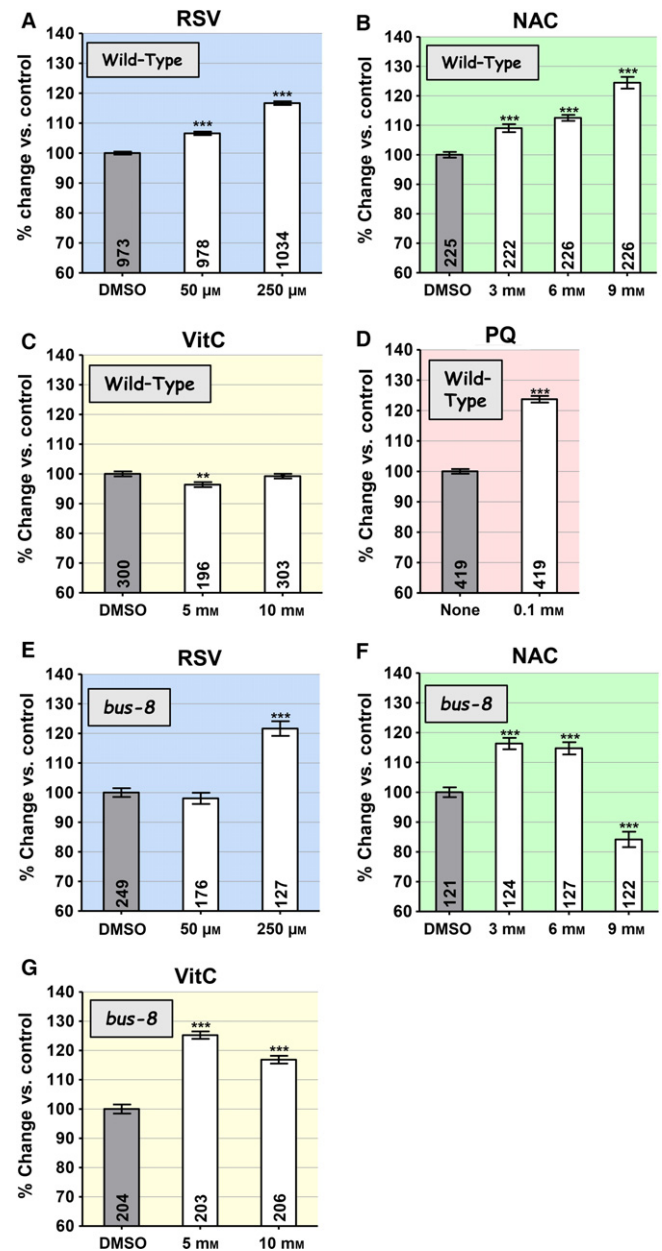 A
RSV
% change vs. control
140
130
120
110
100
90
80
70
60
Wild-Type
***
***
973
978
1034
DMSO
50 µM
250 µM
B
NAC
% Change vs. control
140
130
120
110
100
90
80
70
60
Wild-Type
***
***
***
225
222
226
226
DMSO
3 mM
6 mM
9 mM
C
VitC
% Change vs. control
140
130
120
110
100
90
80
70
60
Wild-Type
**
300
196
303
DMSO
5 mM
10 mM
D
PQ
% Change vs. control
140
130
120
110
100
90
80
70
60
Wild-
Type
***
419
419
None
0.1 mM
E
RSV
% Change vs. control
140
130
120
110
100
90
80
70
60
bus-8
***
249
176
127
DMSO
50 µM
250 µM
F
NAC
% Change vs. control
140
130
120
110
100
90
80
70
60
bus-8
***
***
***
121
124
127
122
DMSO
3 mM
6 mM
9 mM
G
VitC
% Change vs. control
140
130
120
110
100
90
80
70
60
bus-8
***
***
204
203
206
DMSO
5 mM
10 mM